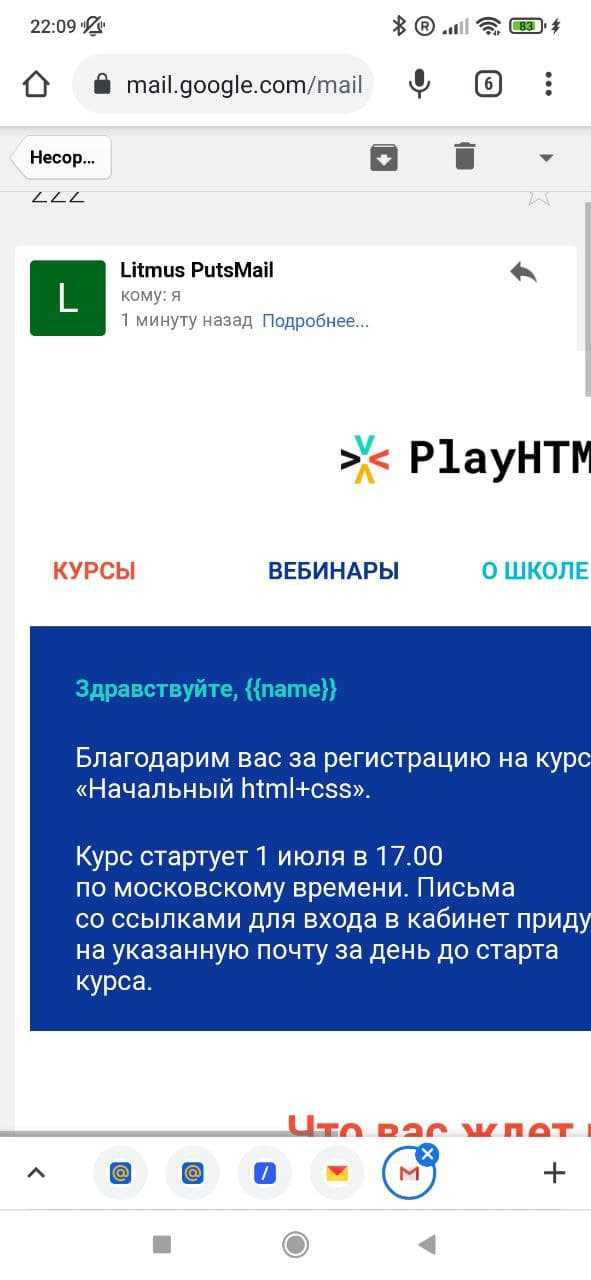 22:09
83
mail.google.com/mail
6
Несор...
zzz
L
Litmus PutsMail
кому: я
1 минуту назад Подробнее...
PlayHTM
КУРСЫ ВЕБИНАРЫ О ШКОЛЕ
Здравствуйте, {{name}}
Благодарим вас за регистрацию на курс
«Начальный html+css».
Курс стартует 1 июля в 17.00
по московскому времени. Письма
со ссылками для входа в кабинет приду
на указанную почту за день до старта
курса.
Что вас ждет